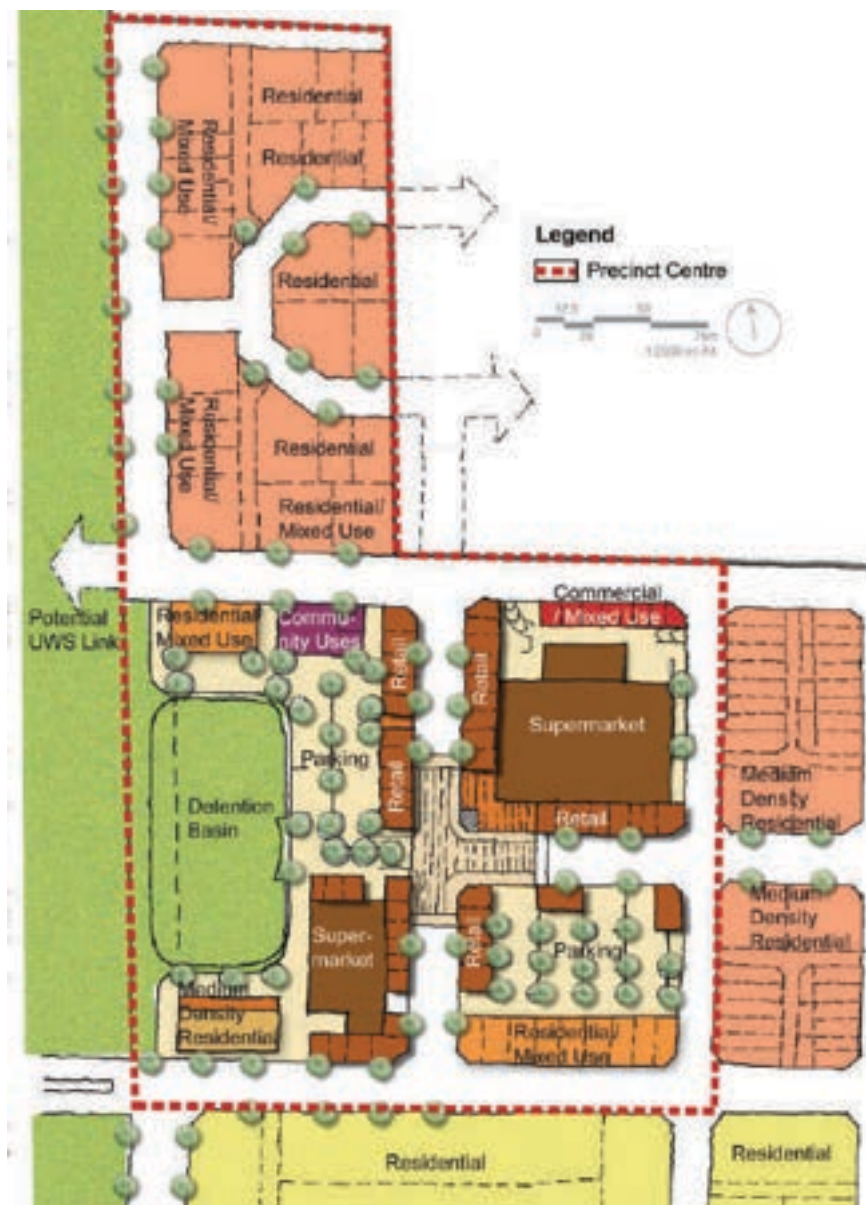 Residential
Residential/
Mixed Use
Residential
Legend
Precinct Centre
Residential
Residential/
Mixed Use
Residential
Residential/
Mixed Use
Potential
UWS Link
Residential/
Mixed Use
Commu-
nity Uses
Commercial
/ Mixed Use
Retail
Retail
Supermarket
Parking
Retail
Medium
Density
Residential
Detention
Basin
Retail
Medium
Density
Residential
Super-
market
Retail
Parking
Medium
Density
Residential
Residential/
Mixed Use
Residential
Residential